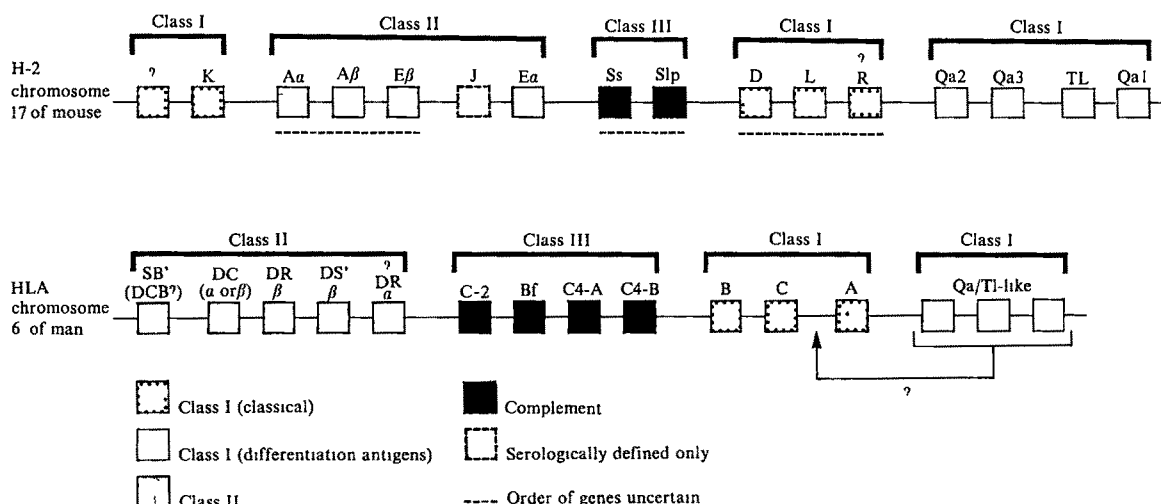 Class I Class II Class III Class I Class I
H-2 chromosome 17 of mouse
? K Aα Aβ Eβ J Eα Ss Slp D L ? R Qa2 Qa3 TL Qa1
Class II Class III Class I Class I
HLA chromosome 6 of man
SB' (DCB?) DC (α or β) DR β DS' β ? DR α C-2 Bf C4-A C4-B B C A Qa/Tl-like
?
Class I (classical)
Complement
Class I (differentiation antigens)
Serologically defined only
Class II
Order of genes uncertain